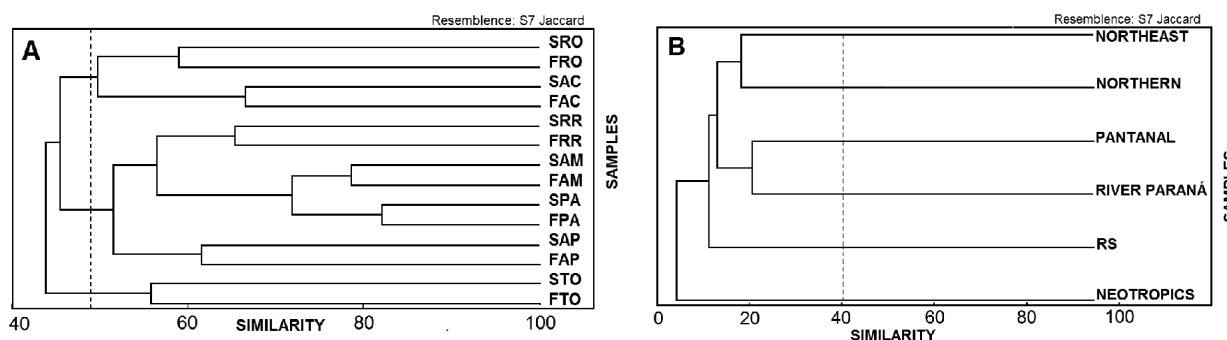 Resemblence: S7 Jaccard
A
SRO
FRO
SAC
FAC
SRR
FRR
SAM
FAM
SPA
FPA
SAP
FAP
STO
FTO
SAMPLES
40
60
80
100
SIMILARITY
Resemblence: S7 Jaccard
B
NORTHEAST
NORTHERN
PANTANAL
RIVER PARANÁ
RS
NEOTROPICS
SAMPLES
0
20
40
60
80
100
SIMILARITY